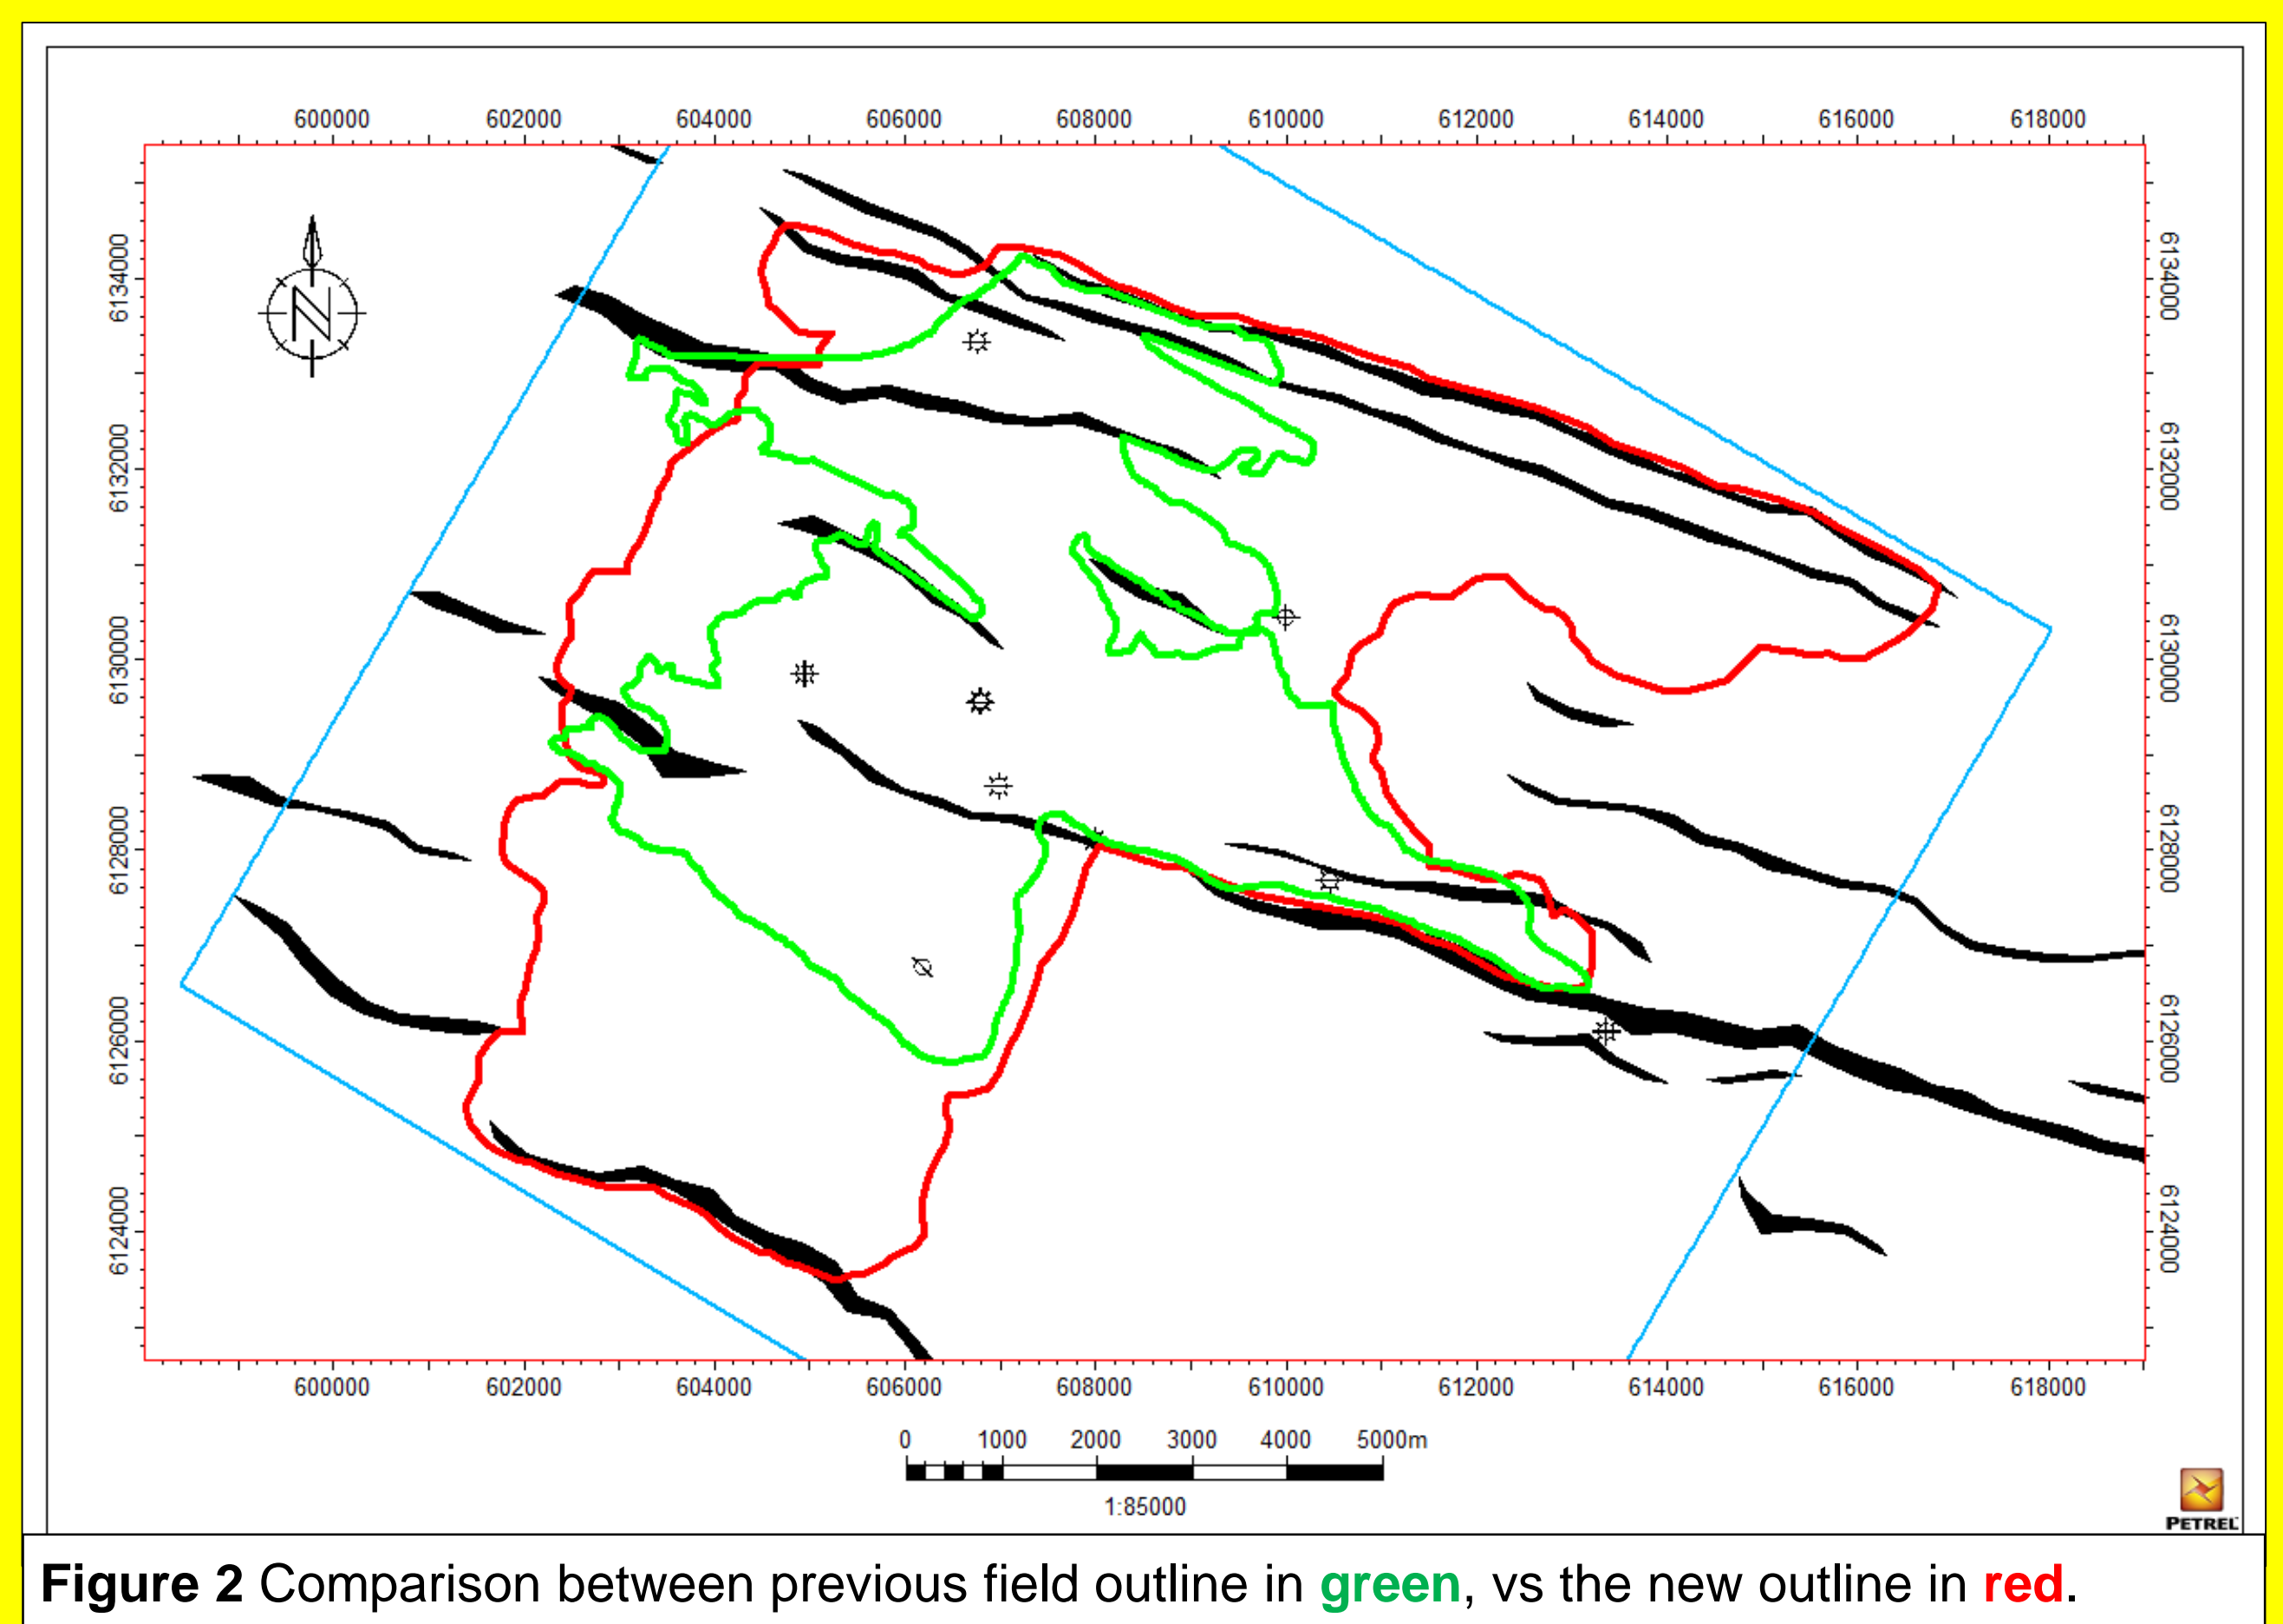 600000 602000 604000 606000 608000 610000 612000 614000 616000 618000
6134000 6134000
N
6132000 6132000
6130000 6130000
6128000 6128000
6126000 6126000
6124000 6124000
600000 602000 604000 606000 608000 610000 612000 614000 616000 618000
0 1000 2000 3000 4000 5000m
1:85000
PETREL
Figure 2 Comparison between previous field outline in green, vs the new outline in red.